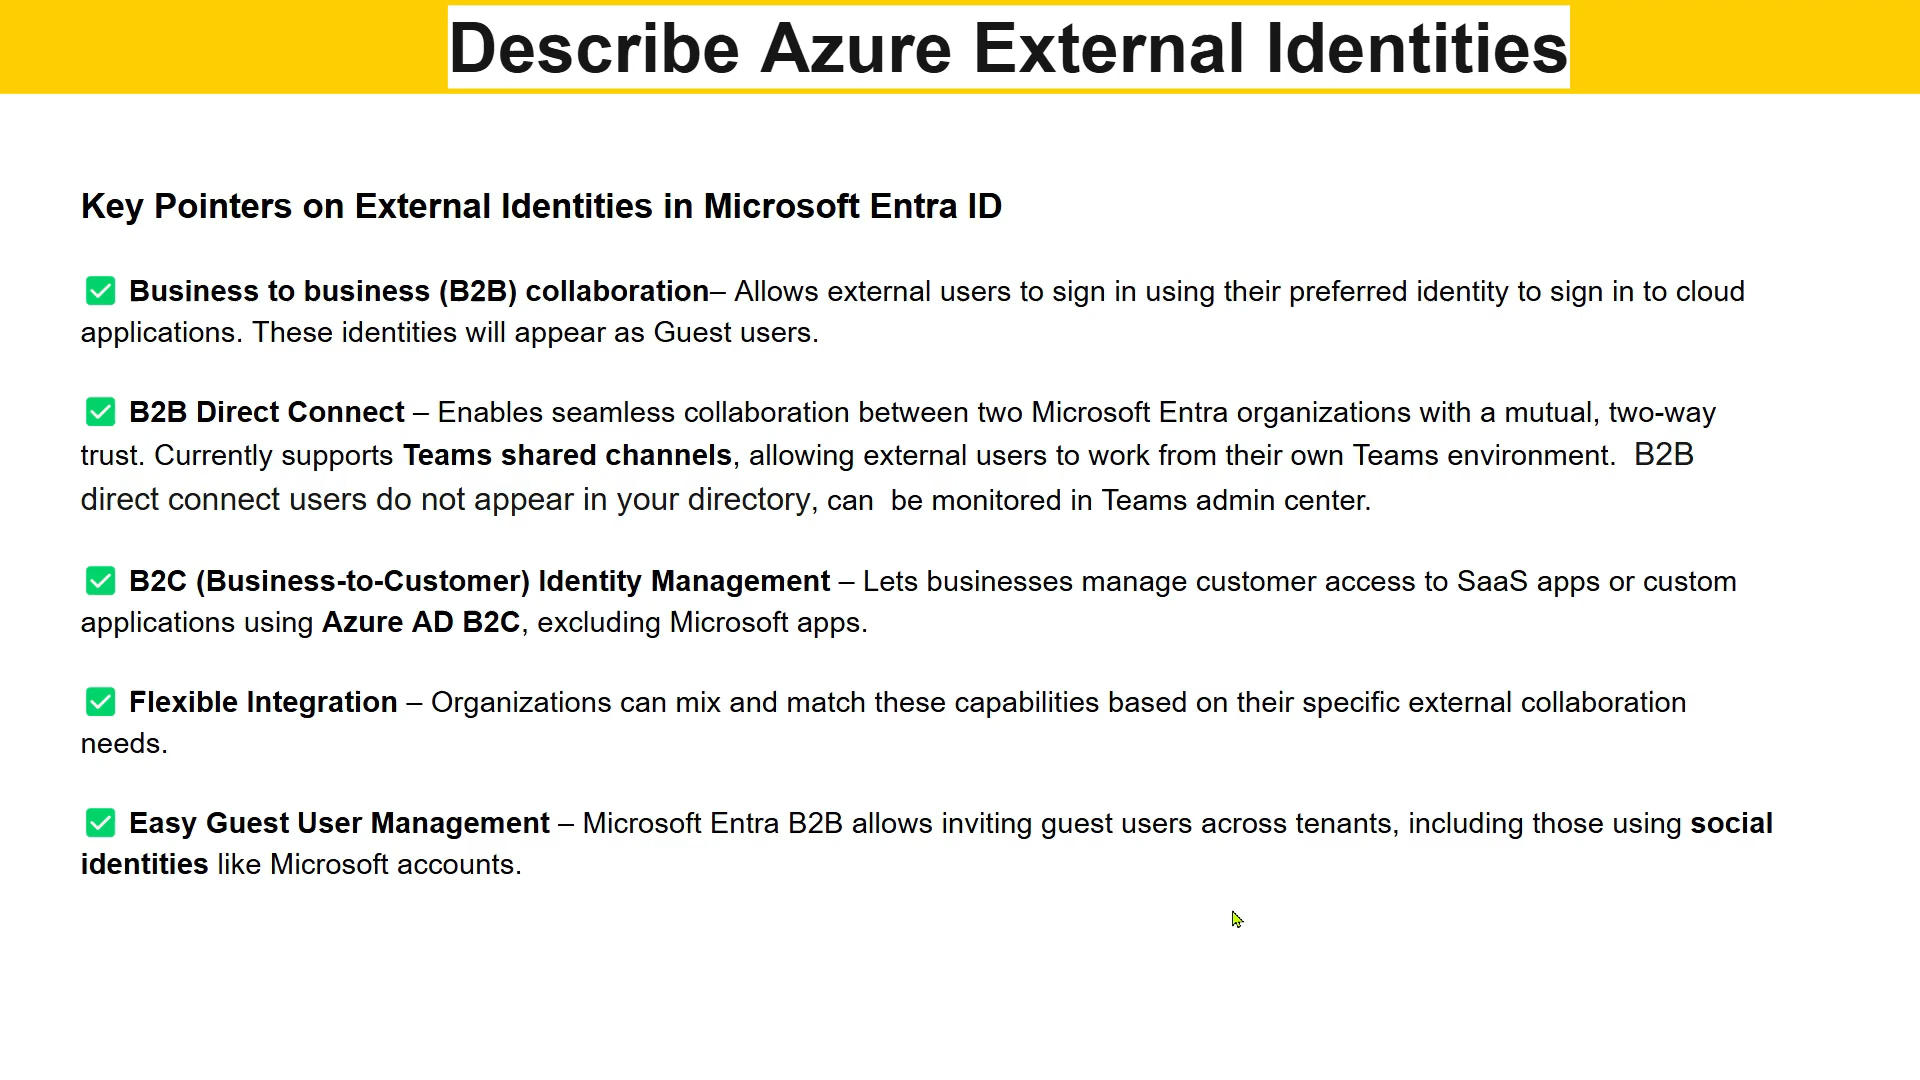 Describe Azure External Identities
Key Pointers on External Identities in Microsoft Entra ID
✅ Business to business (B2B) collaboration– Allows external users to sign in using their preferred identity to sign in to cloud
applications. These identities will appear as Guest users.
✅ B2B Direct Connect – Enables seamless collaboration between two Microsoft Entra organizations with a mutual, two-way
trust. Currently supports Teams shared channels, allowing external users to work from their own Teams environment. B2B
direct connect users do not appear in your directory, can be monitored in Teams admin center.
✅ B2C (Business-to-Customer) Identity Management – Lets businesses manage customer access to SaaS apps or custom
applications using Azure AD B2C, excluding Microsoft apps.
✅ Flexible Integration – Organizations can mix and match these capabilities based on their specific external collaboration
needs.
✅ Easy Guest User Management – Microsoft Entra B2B allows inviting guest users across tenants, including those using social
identities like Microsoft accounts.